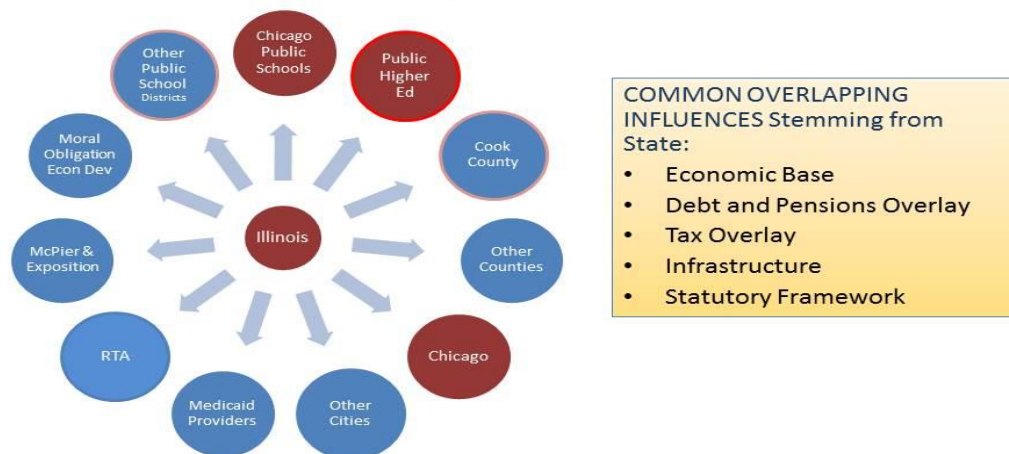 Chicago
Public
Schools
Public
Higher
Ed
Cook
County
Other
Counties
Chicago
Other
Cities
Medicaid
Providers
RTA
McPier &
Exposition
Moral
Obligation
Econ Dev
Other
Public
School
Districts
Illinois
COMMON OVERLAPPING
INFLUENCES Stemming from
State:
• Economic Base
• Debt and Pensions Overlay
• Tax Overlay
• Infrastructure
• Statutory Framework